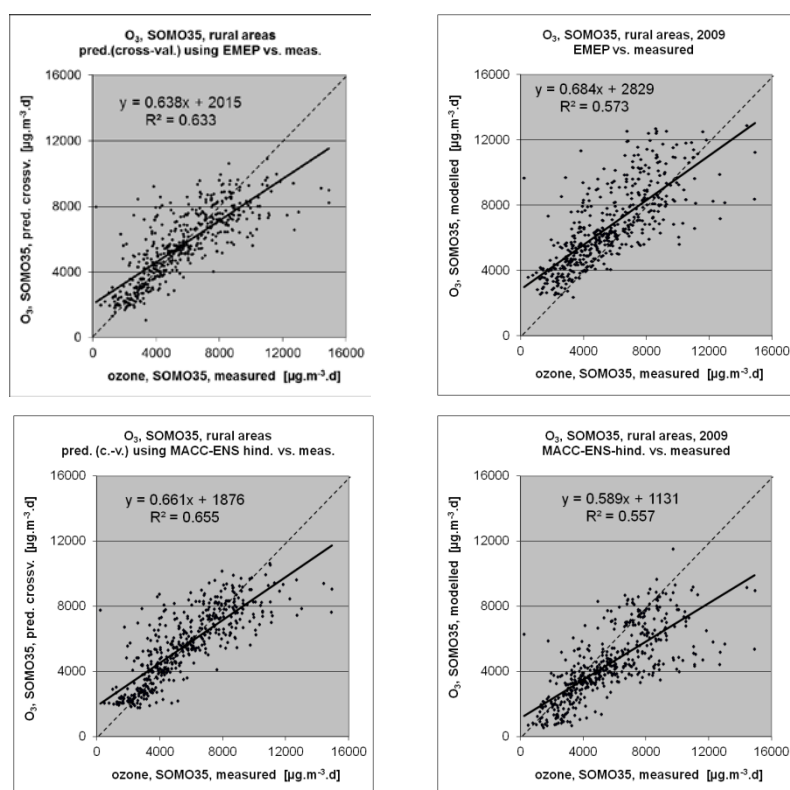 O₃, SOMO35, rural areas
pred.(cross-val.) using EMEP vs. meas.
y = 0.638x + 2015
R² = 0.633
16000
12000
8000
4000
0
O₃, SOMO35, pred. crossv. [µg.m⁻³.d]
0 4000 8000 12000 16000
ozone, SOMO35, measured [µg.m⁻³.d]
O₃, SOMO35, rural areas, 2009
EMEP vs. measured
y = 0.684x + 2829
R² = 0.573
16000
12000
8000
4000
0
O₃, SOMO35, modelled [µg.m⁻³.d]
0 4000 8000 12000 16000
ozone, SOMO35, measured [µg.m⁻³.d]
O₃, SOMO35, rural areas
pred. (c.-v.) using MACC-ENS hind. vs. meas.
y = 0.661x + 1876
R² = 0.655
16000
12000
8000
4000
0
O₃, SOMO35, pred. crossv. [µg.m⁻³.d]
0 4000 8000 12000 16000
ozone, SOMO35, measured [µg.m⁻³.d]
O₃, SOMO35, rural areas, 2009
MACC-ENS-hind. vs. measured
y = 0.589x + 1131
R² = 0.557
16000
12000
8000
4000
0
O₃, SOMO35, modelled [µg.m⁻³.d]
0 4000 8000 12000 16000
ozone, SOMO35, measured [µg.m⁻³.d]